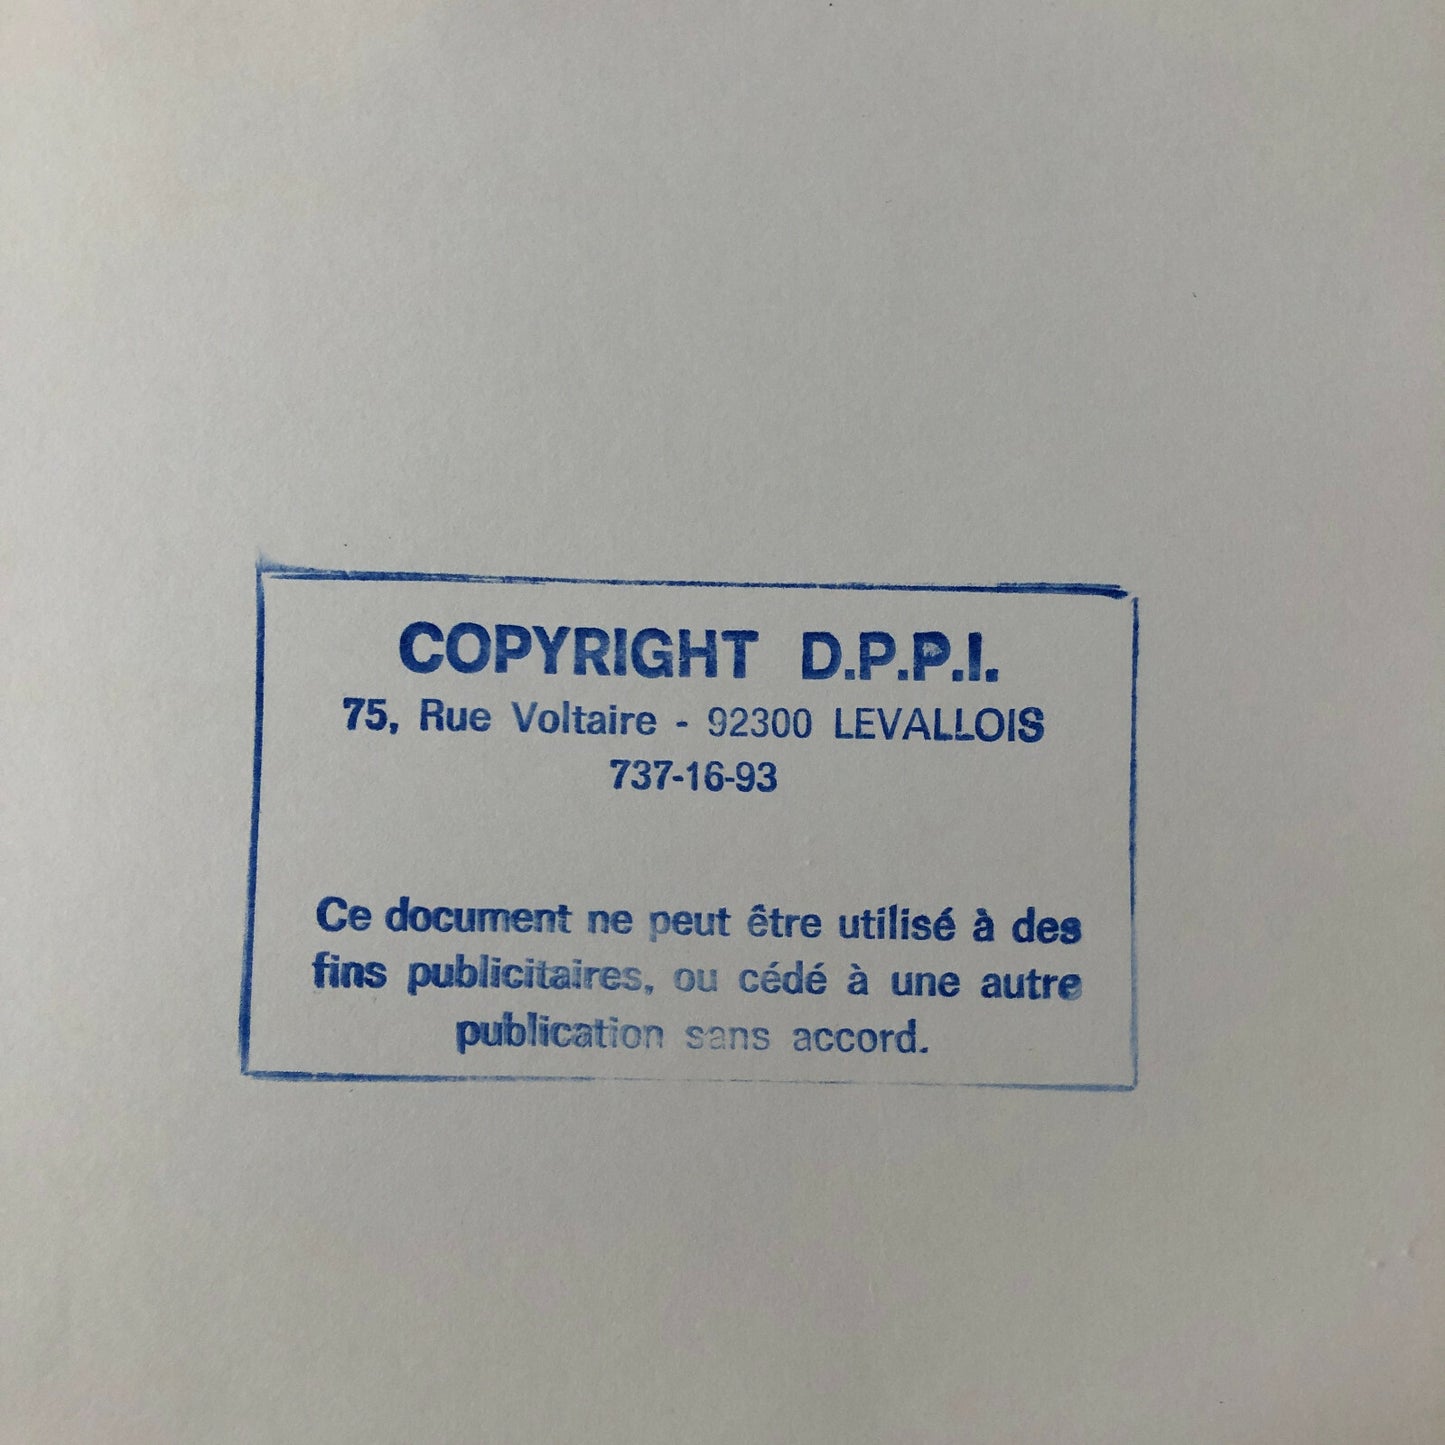 COPYRIGHT D.P.P.I.
75, Rue Voltaire - 92300 LEVALLOIS
737-16-93
Ce document ne peut être utilisé à des
fins publicitaires, ou cédé à une autre
publication sans accord.